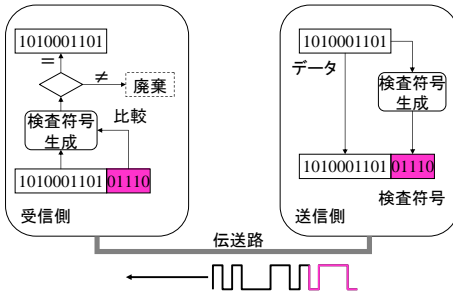 1010001101
=
≠
廃棄
検査符号
生成
比較
1010001101 01110
受信側
1010001101
データ
検査符号
生成
1010001101 01110
検査符号
送信側
伝送路